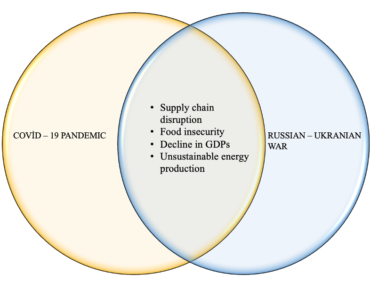 • Supply chain
disruption
• Food insecurity
• Decline in GDPs
• Unsustainable energy
production
COVİD – 19 PANDEMIC
RUSSIAN – UKRANIAN
WAR